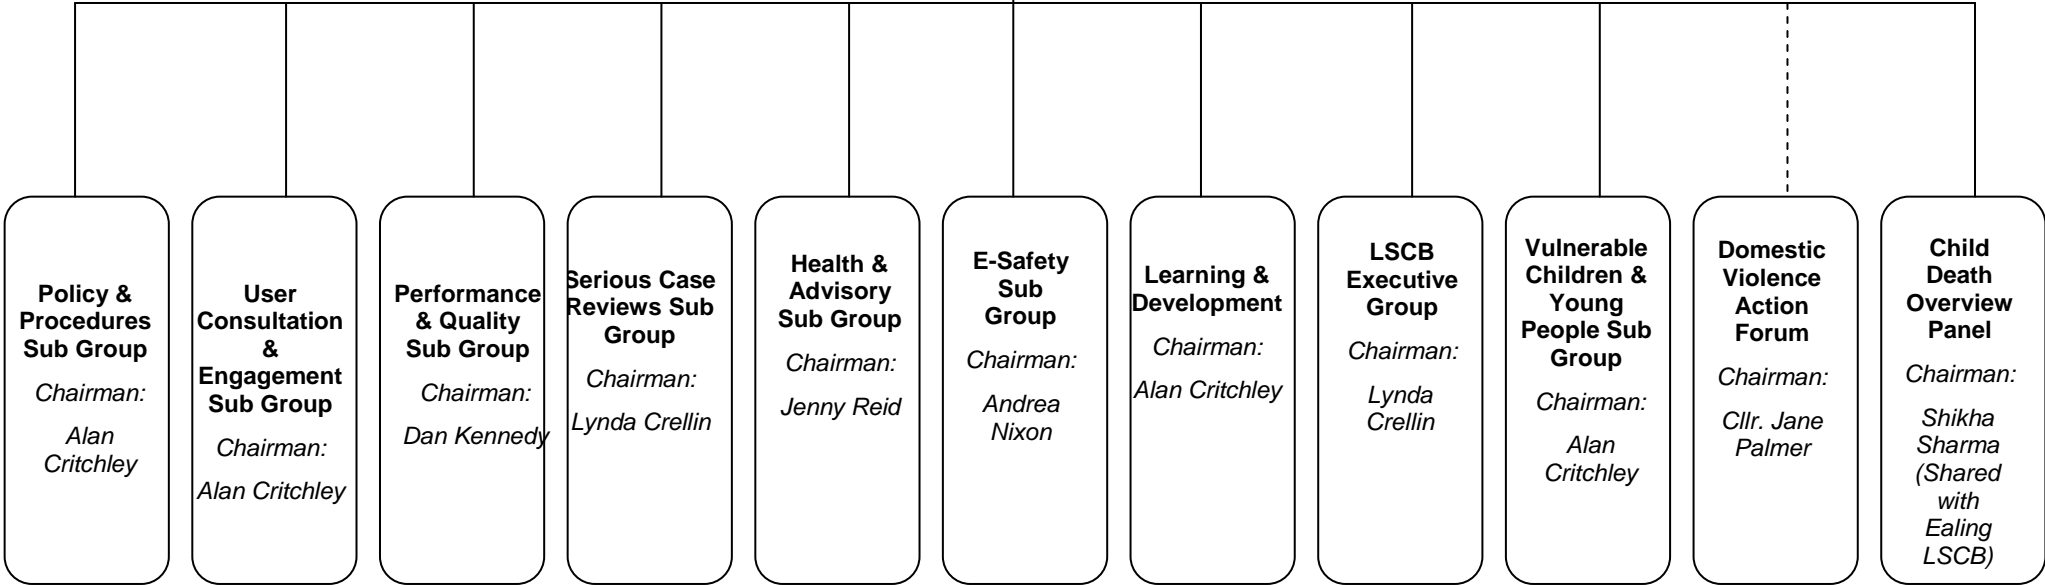 Policy &
Procedures
Sub Group
Chairman:
Alan
Critchley
User
Consultation
&
Engagement
Sub Group
Chairman:
Alan Critchley
Performance
& Quality
Sub Group
Chairman:
Dan Kennedy
Serious Case
Reviews Sub
Group
Chairman:
Lynda Crellin
Health &
Advisory
Sub Group
Chairman:
Jenny Reid
E-Safety
Sub
Group
Chairman:
Andrea
Nixon
Learning &
Development
Chairman:
Alan Critchley
LSCB
Executive
Group
Chairman:
Lynda
Crellin
Vulnerable
Children &
Young
People Sub
Group
Chairman:
Alan
Critchley
Domestic
Violence
Action
Forum
Chairman:
Cllr. Jane
Palmer
Child
Death
Overview
Panel
Chairman:
Shikha
Sharma
(Shared
with
Ealing
LSCB)